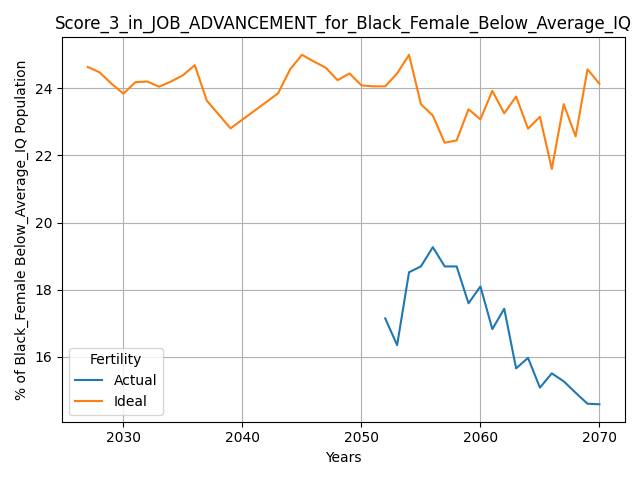 Score_3_in_JOB_ADVANCEMENT_for_Black_Female_Below_Average_IQ
% of Black_Female Below_Average_IQ Population
24
22
20
18
16
Fertility
Actual
Ideal
2030 2040 2050 2060 2070
Years